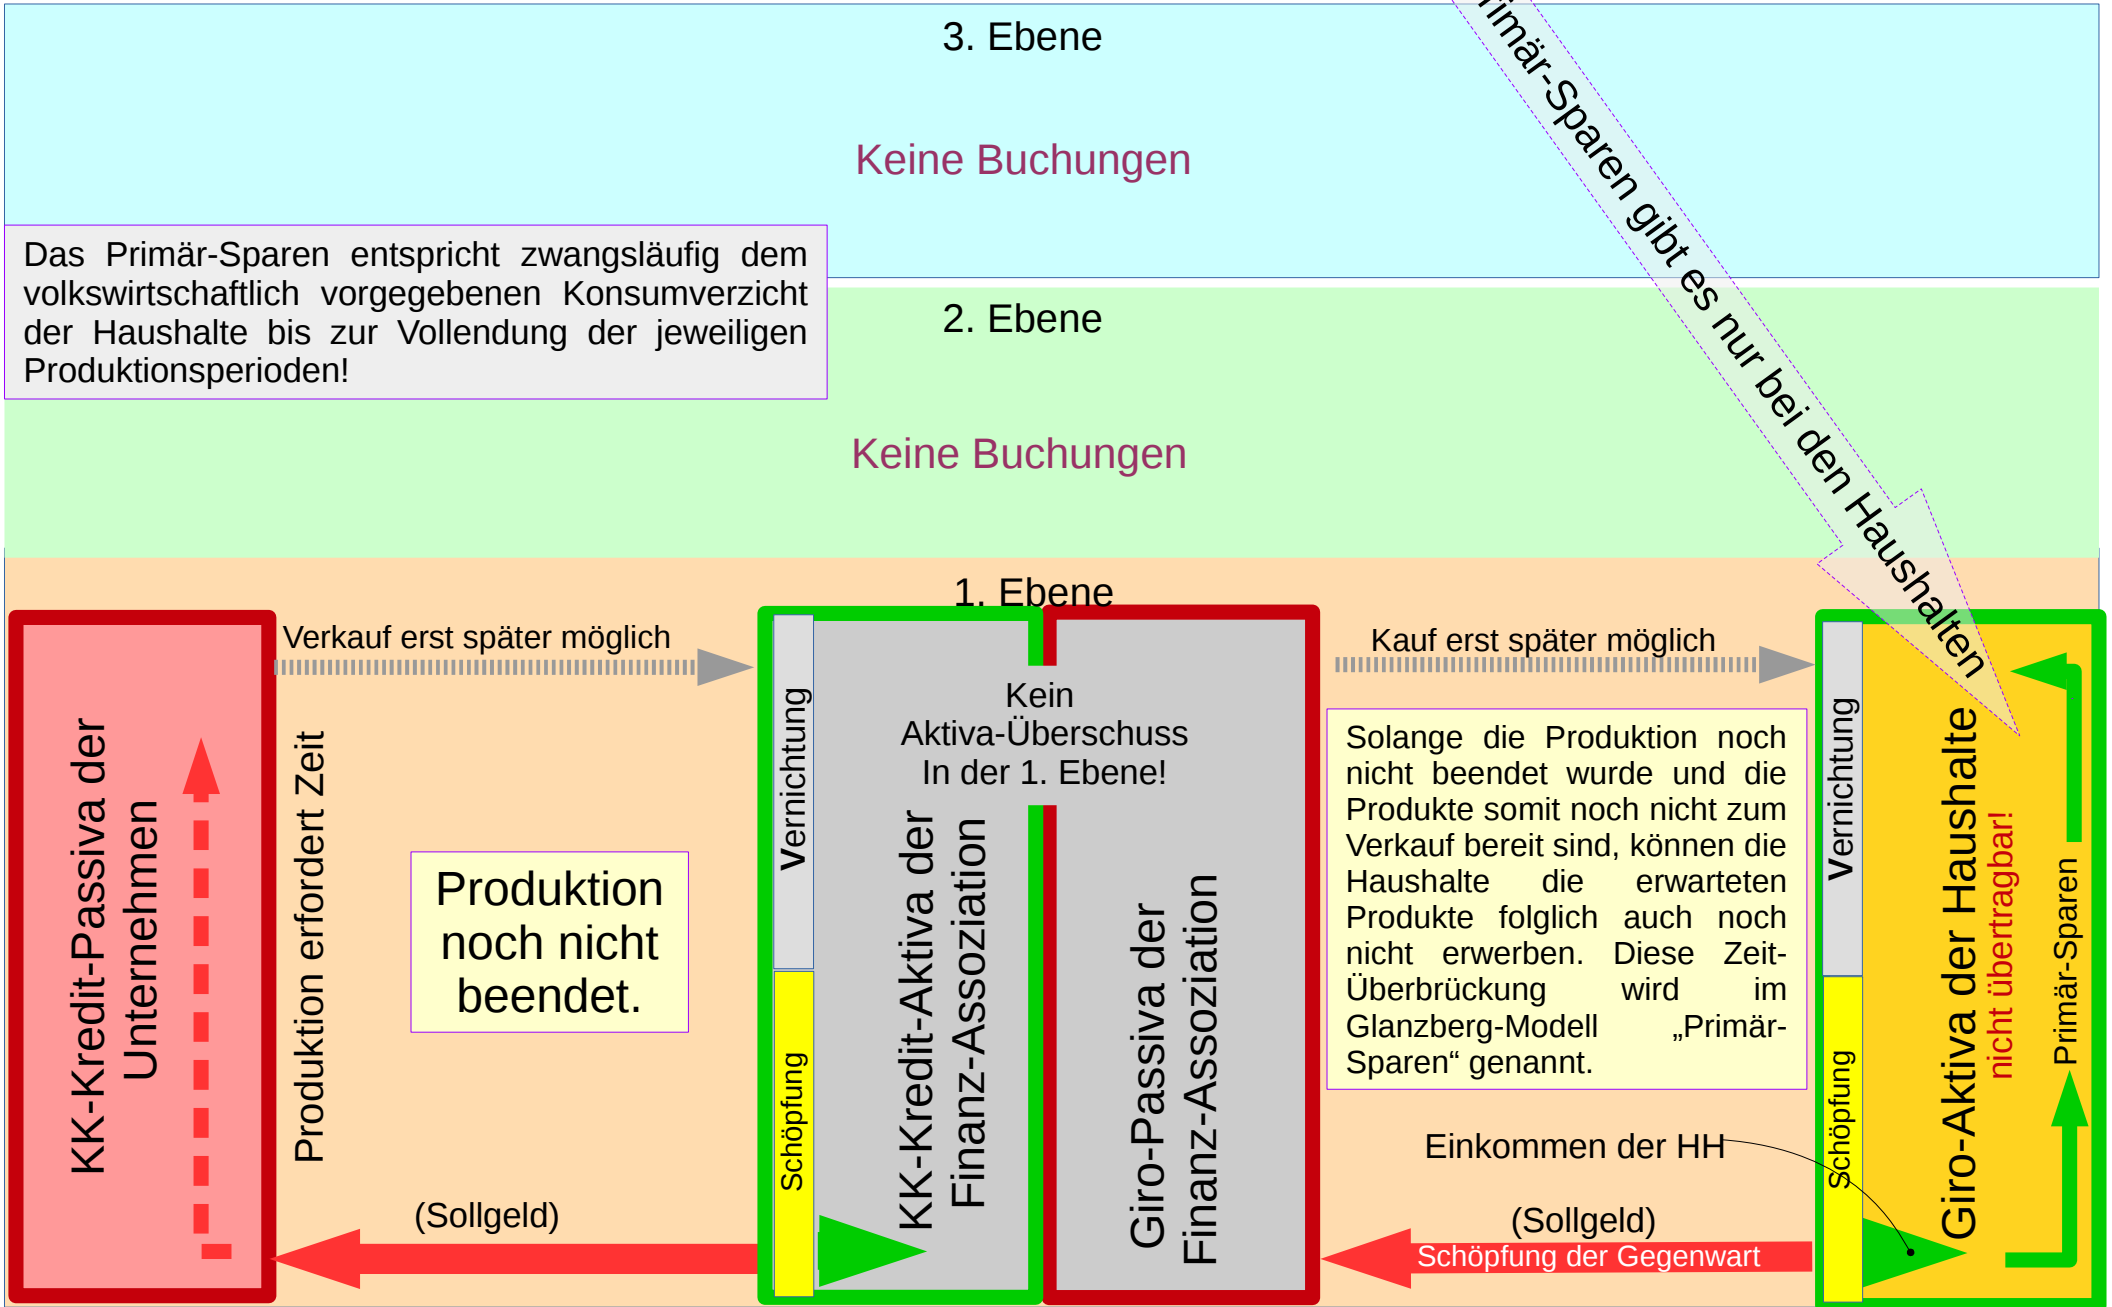 3. Ebene
Keine Buchungen
rimär-Sparen gibt es nur bei den Haushalten
Das Primär-Sparen entspricht zwangsläufig dem
volkswirtschaftlich vorgegebenen Konsumverzicht
der Haushalte bis zur Vollendung der jeweiligen
Produktionsperioden!
2. Ebene
Keine Buchungen
1. Ebene
KK-Kredit-Passiva der
Unternehmen
Verkauf erst später möglich
Produktion erfordert Zeit
Produktion
noch nicht
beendet.
(Sollgeld)
Vernichtung
Schöpfung
Kein
Aktiva-Überschuss
In der 1. Ebene!
KK-Kredit-Aktiva der
Finanz-Assoziation
Giro-Passiva der
Finanz-Assoziation
Kauf erst später möglich
Solange die Produktion noch
nicht beendet wurde und die
Produkte somit noch nicht zum
Verkauf bereit sind, können die
Haushalte die erwarteten
Produkte folglich auch noch
nicht erwerben. Diese Zeit-
Überbrückung wird im
Glanzberg-Modell „Primär-
Sparen“ genannt.
Einkommen der HH
(Sollgeld)
Schöpfung der Gegenwart
Vernichtung
Schöpfung
Giro-Aktiva der Haushalte
nicht übertragbar!
Primär-Sparen